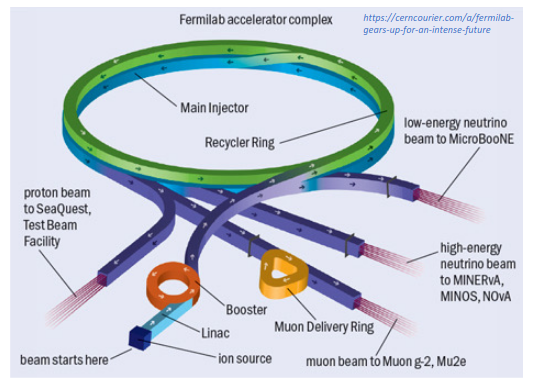 Fermilab accelerator complex
https://cerncourier.com/a/fermilab-
gears-up-for-an-intense-future
Main Injector
Recycler Ring
low-energy neutrino
beam to MicroBooNE
proton beam
to SeaQuest,
Test Beam
Facility
high-energy
neutrino beam
to MINERvA,
MINOS, NOvA
Booster
Muon Delivery Ring
Linac
beam starts here
ion source
muon beam to Muon g-2, Mu2e